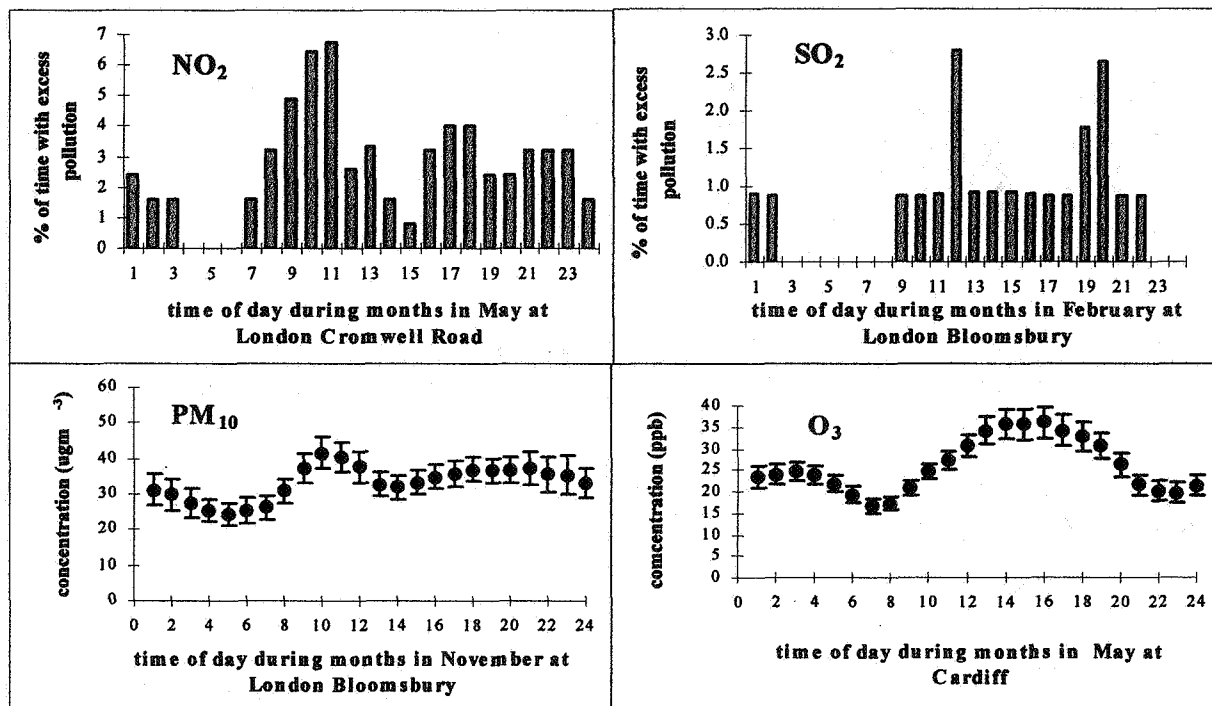 % of time with excess
pollution
7
6
5
4
3
2
1
0
NO2
1 3 5 7 9 11 13 15 17 19 21 23
time of day during months in May at
London Cromwell Road
% of time with excess
pollution
3.0
2.5
2.0
1.5
1.0
0.5
0.0
SO2
1 3 5 7 9 11 13 15 17 19 21 23
time of day during months in February at
London Bloomsbury
concentration (ugm -3)
60
50
40
30
20
10
0
PM10
0 2 4 6 8 10 12 14 16 18 20 22 24
time of day during months in November at
London Bloomsbury
comcentration (ppb)
40
35
30
25
20
15
10
5
0
O3
0 2 4 6 8 10 12 14 16 18 20 22 24
time of day during months in May at
Cardiff